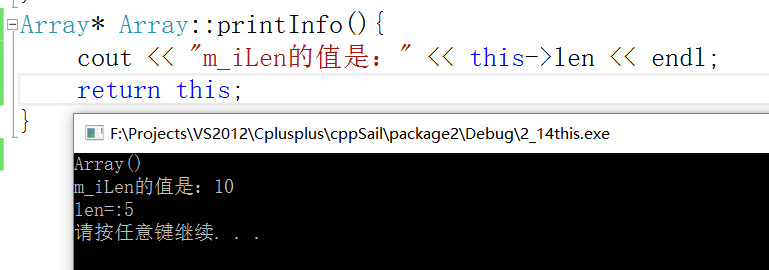 Array* Array::printInfo(){
cout << "m_iLen的值是：" << this->len << endl;
return this;
}
F:\Projects\VS2012\Cplusplus\cppSail\package2\Debug\2_14this.exe
Array()
m_iLen的值是：10
len=:5
请按任意键继续. . .